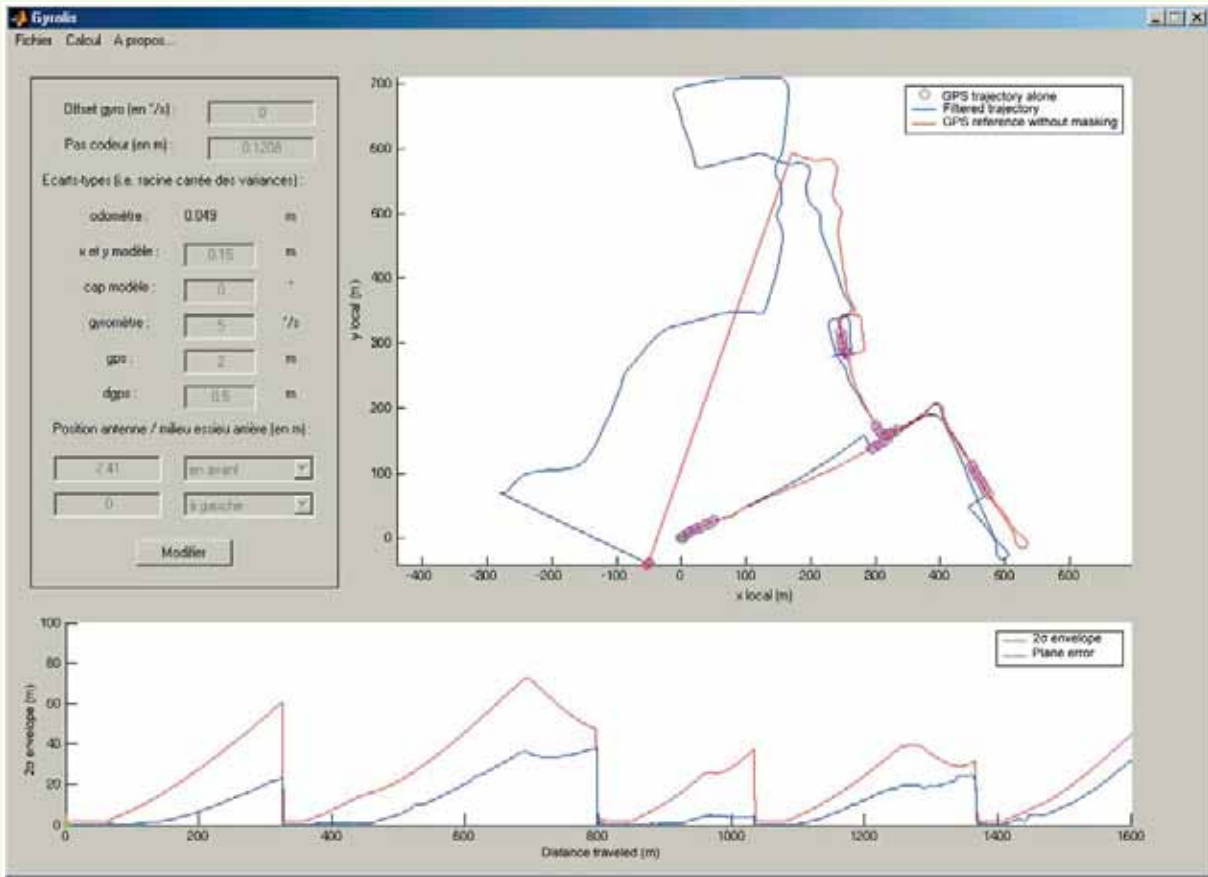 Gyrolis
Fichier Calcul A propos...
Offset gyro (en °/s) : 0
Pas codeur (en m) : 0.1208
Ecarts-types (i.e. racine carrée des variances) :
odomètre : 0.049 m
x et y modèle : 0.15 m
cap modèle : 0 °
gyromètre : 5 °/s
gps : 2 m
dgps : 0.5 m
Position antenne / milieu essieu arrière (en m)
2.41 en avant
0 à gauche
Modifier
GPS trajectory alone
Filtered trajectory
GPS reference without masking
700
600
500
400
300
200
100
0
y local (m)
-400 -300 -200 -100 0 100 200 300 400 500 600
x local (m)
2σ envelope
Plane error
100
80
60
40
20
0
2σ envelope (m)
0 200 400 600 800 1000 1200 1400 1600
Distance traveled (m)